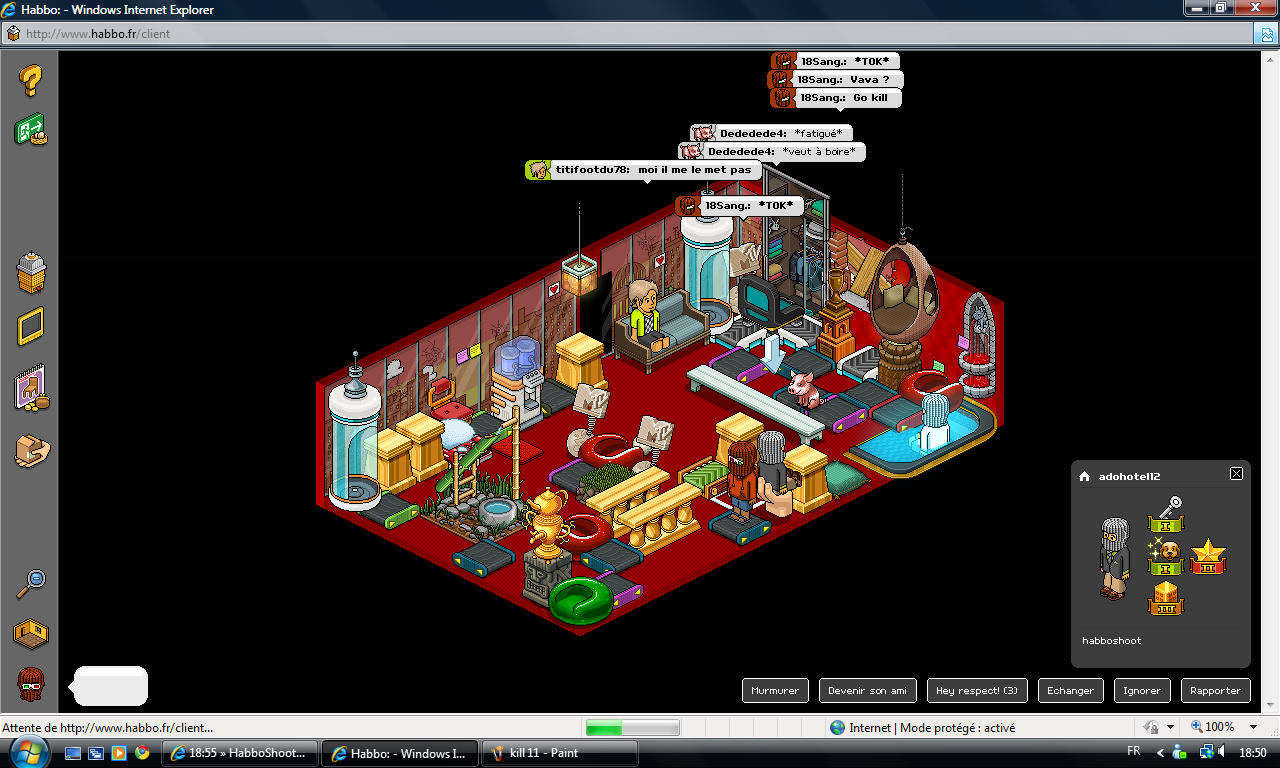 Habbo: - Windows Internet Explorer
http://www.habbo.fr/client
18Sang.: *TOK*
18Sang.: Vava ?
18Sang.: Go kill
Dededede4: *fatigué*
Dededede4: *veut à boire*
titifootdu78: moi il me le met pas
18Sang.: *TOK*
adohotel12
I
I
II
III
habboshoot
Murmurer
Devenir son ami
Hey respect! (3)
Echanger
Ignorer
Rapporter
Attente de http://www.habbo.fr/client...
Internet | Mode protégé : activé
100%
18:55 » HabboShoot...
Habbo: - Windows I...
kill 11 - Paint
FR
18:50